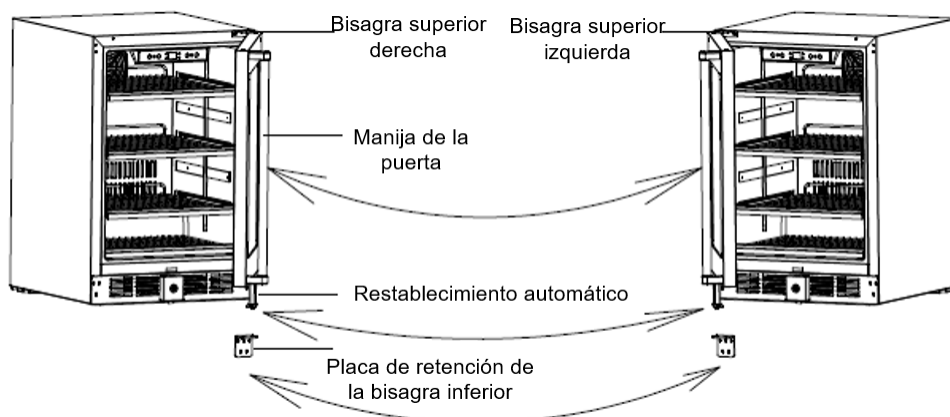 Bisagra superior
derecha
Bisagra superior
izquierda
Manija de la
puerta
Restablecimiento automático
Placa de retención de
la bisagra inferior